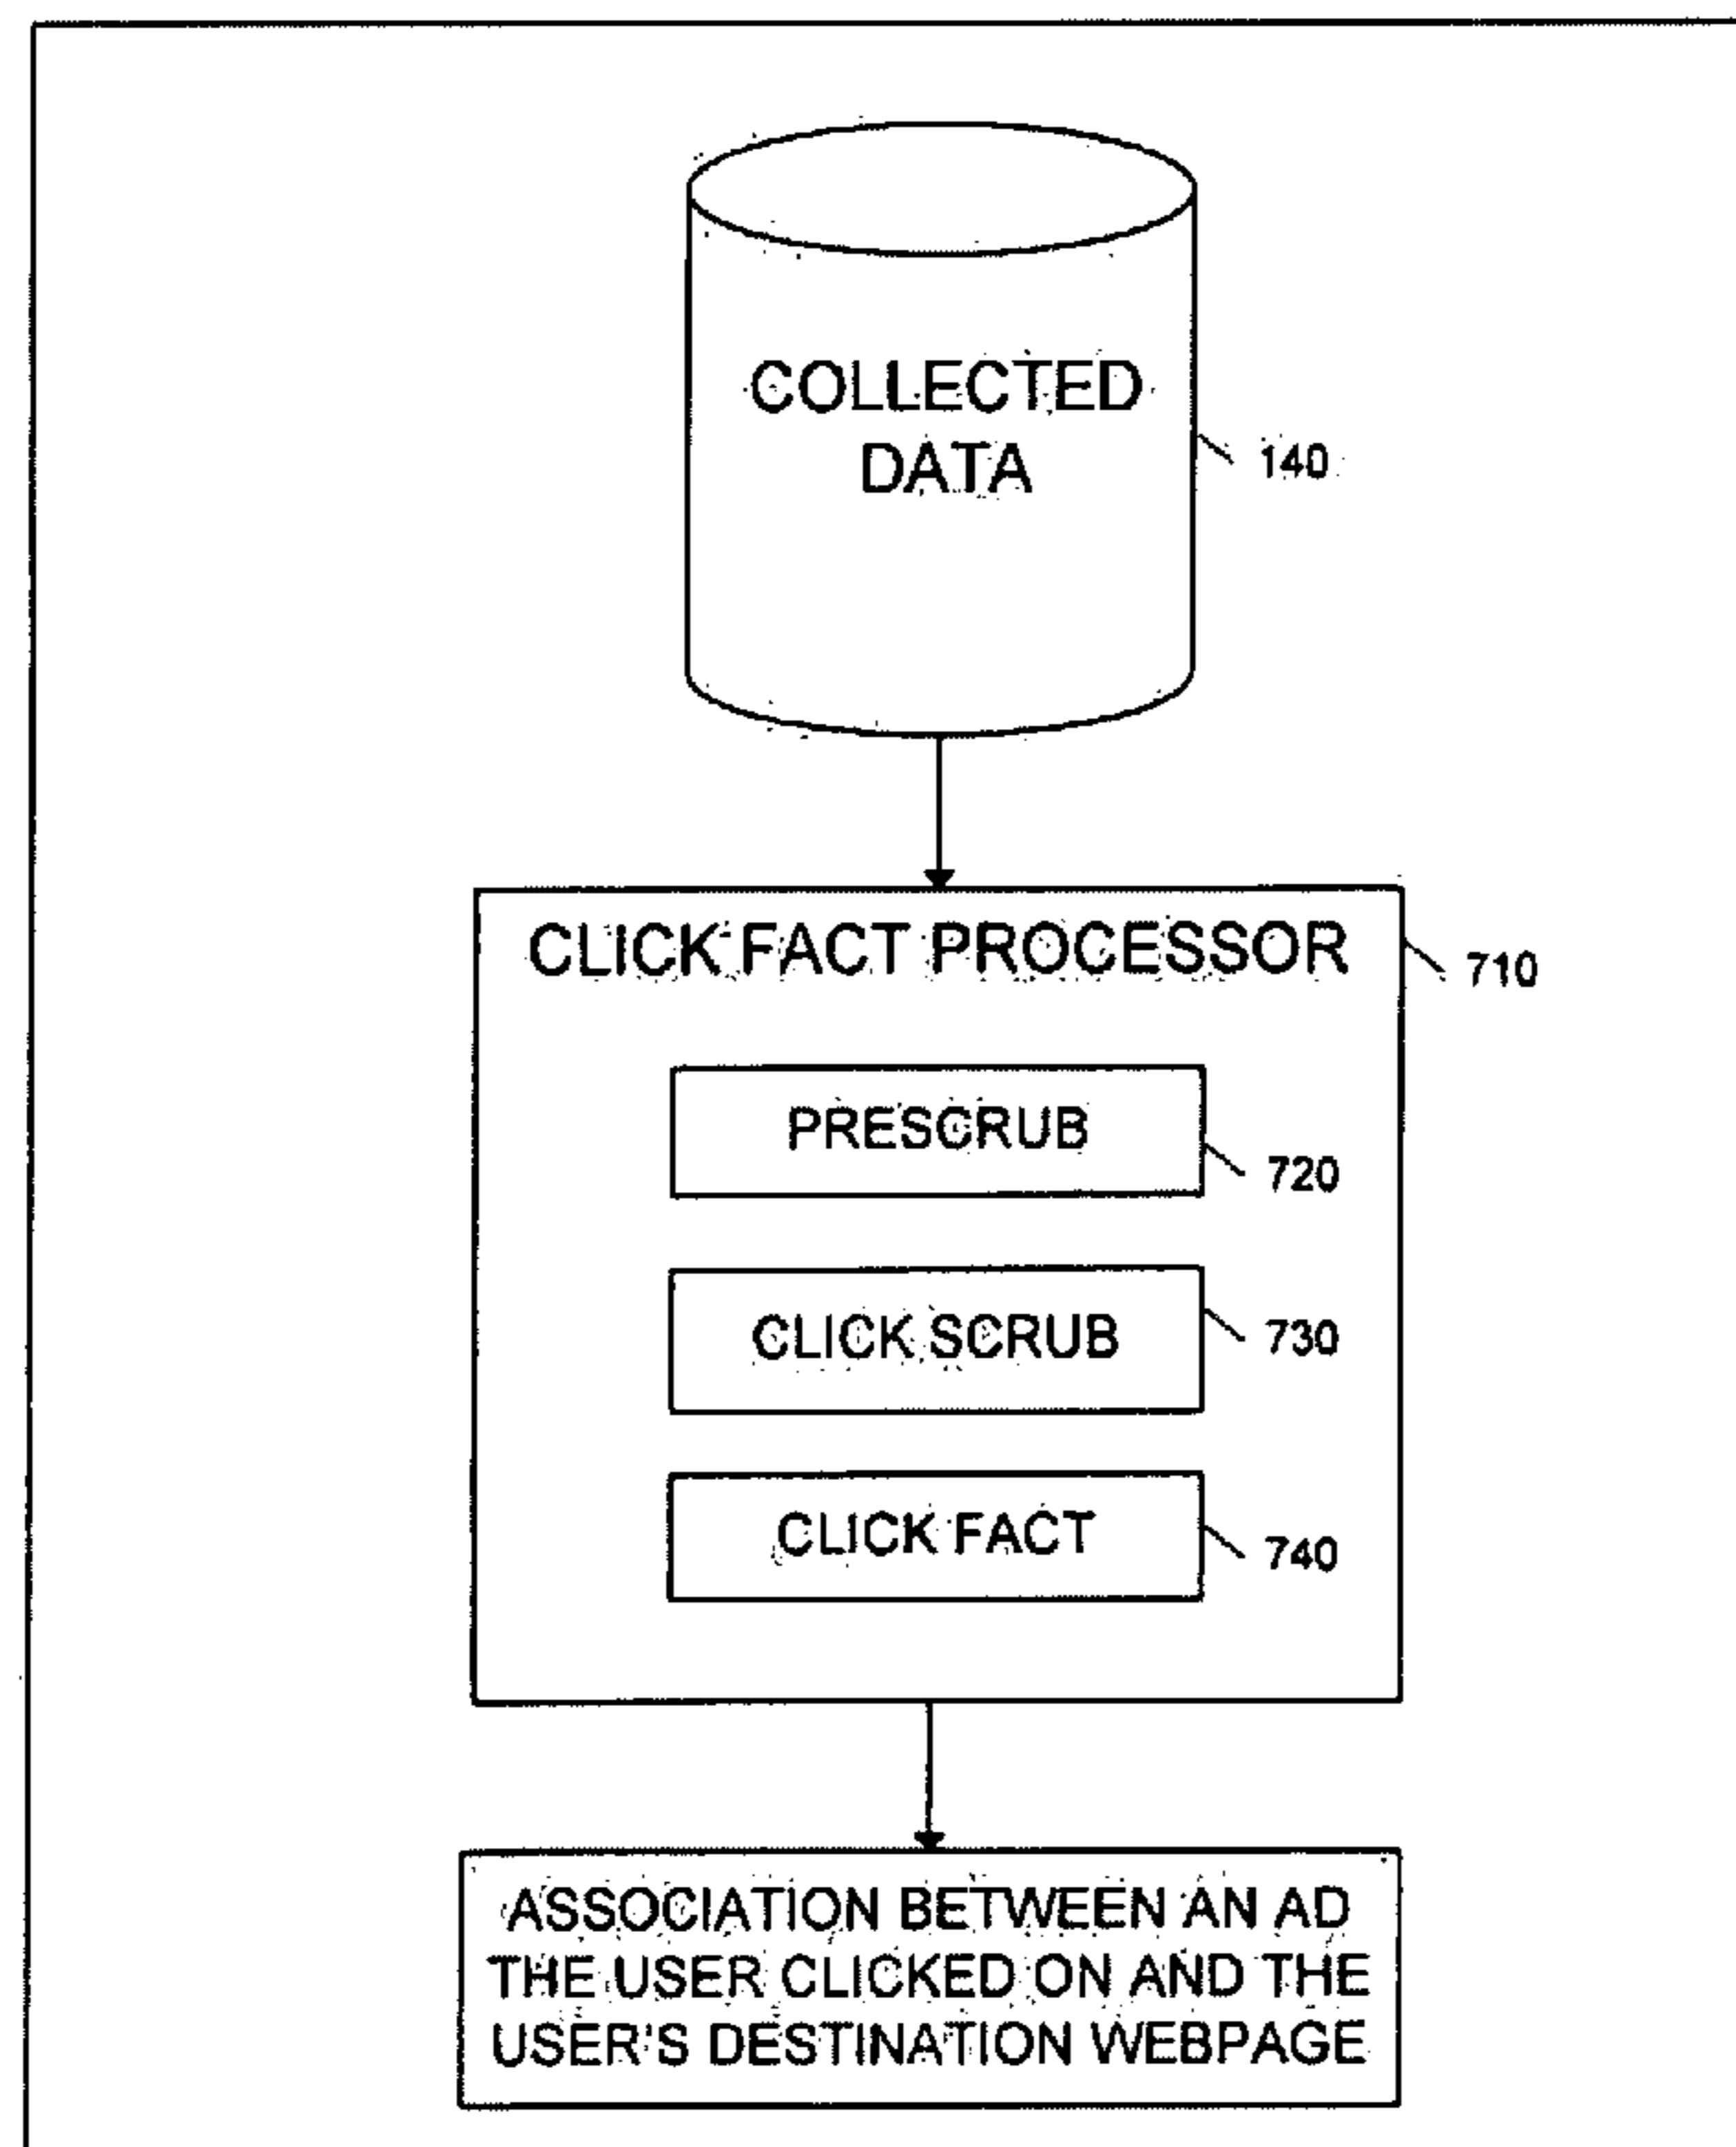 COLLECTED
DATA
140
CLICK FACT PROCESSOR
710
PRESCRUB
720
CLICK SCRUB
730
CLICK FACT
740
ASSOCIATION BETWEEN AN AD
THE USER CLICKED ON AND THE
USER'S DESTINATION WEBPAGE